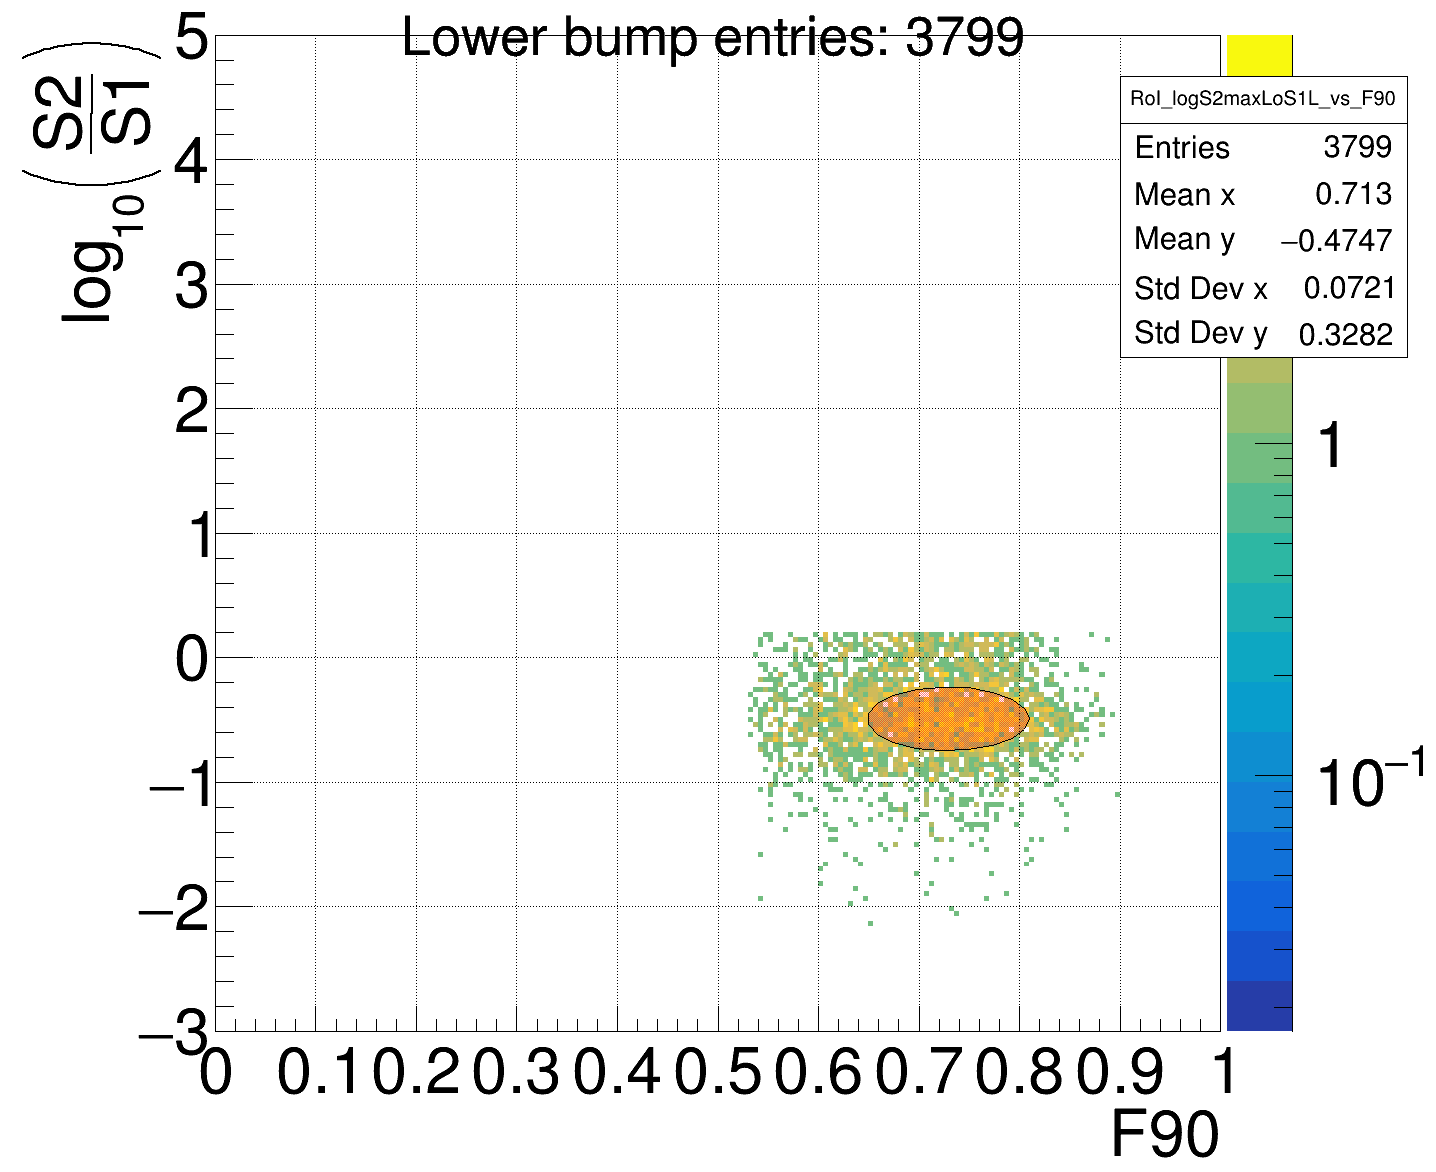 Lower bump entries: 3799
log10 (S2/S1)
5
4
3
2
1
0
−1
−2
−3
0 0.1 0.2 0.3 0.4 0.5 0.6 0.7 0.8 0.9 1
F90
RoI_logS2maxLoS1L_vs_F90
Entries 3799
Mean x 0.713
Mean y −0.4747
Std Dev x 0.0721
Std Dev y 0.3282
1
10−1